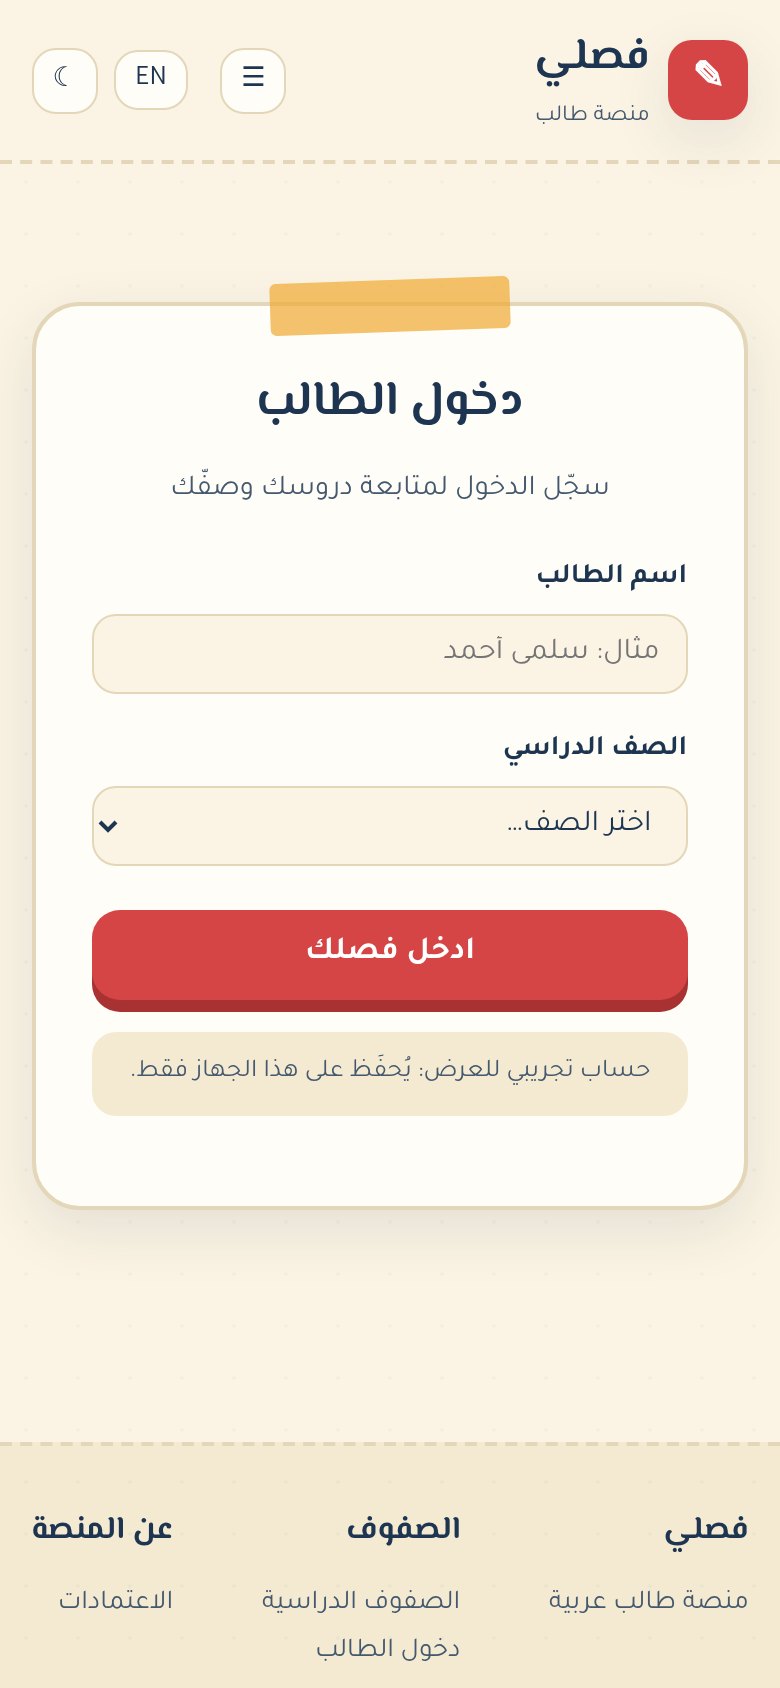 فصلي
منصة طالب
☰
EN
☾
دخول الطالب
سجّل الدخول لمتابعة دروسك وصفّك
اسم الطالب
مثال: سلمى أحمد
الصف الدراسي
اختر الصف...
ادخل فصلك
حساب تجريبي للعرض: يُحفَظ على هذا الجهاز فقط.
فصلي
منصة طالب عربية
الصفوف
الصفوف الدراسية
دخول الطالب
عن المنصة
الاعتمادات